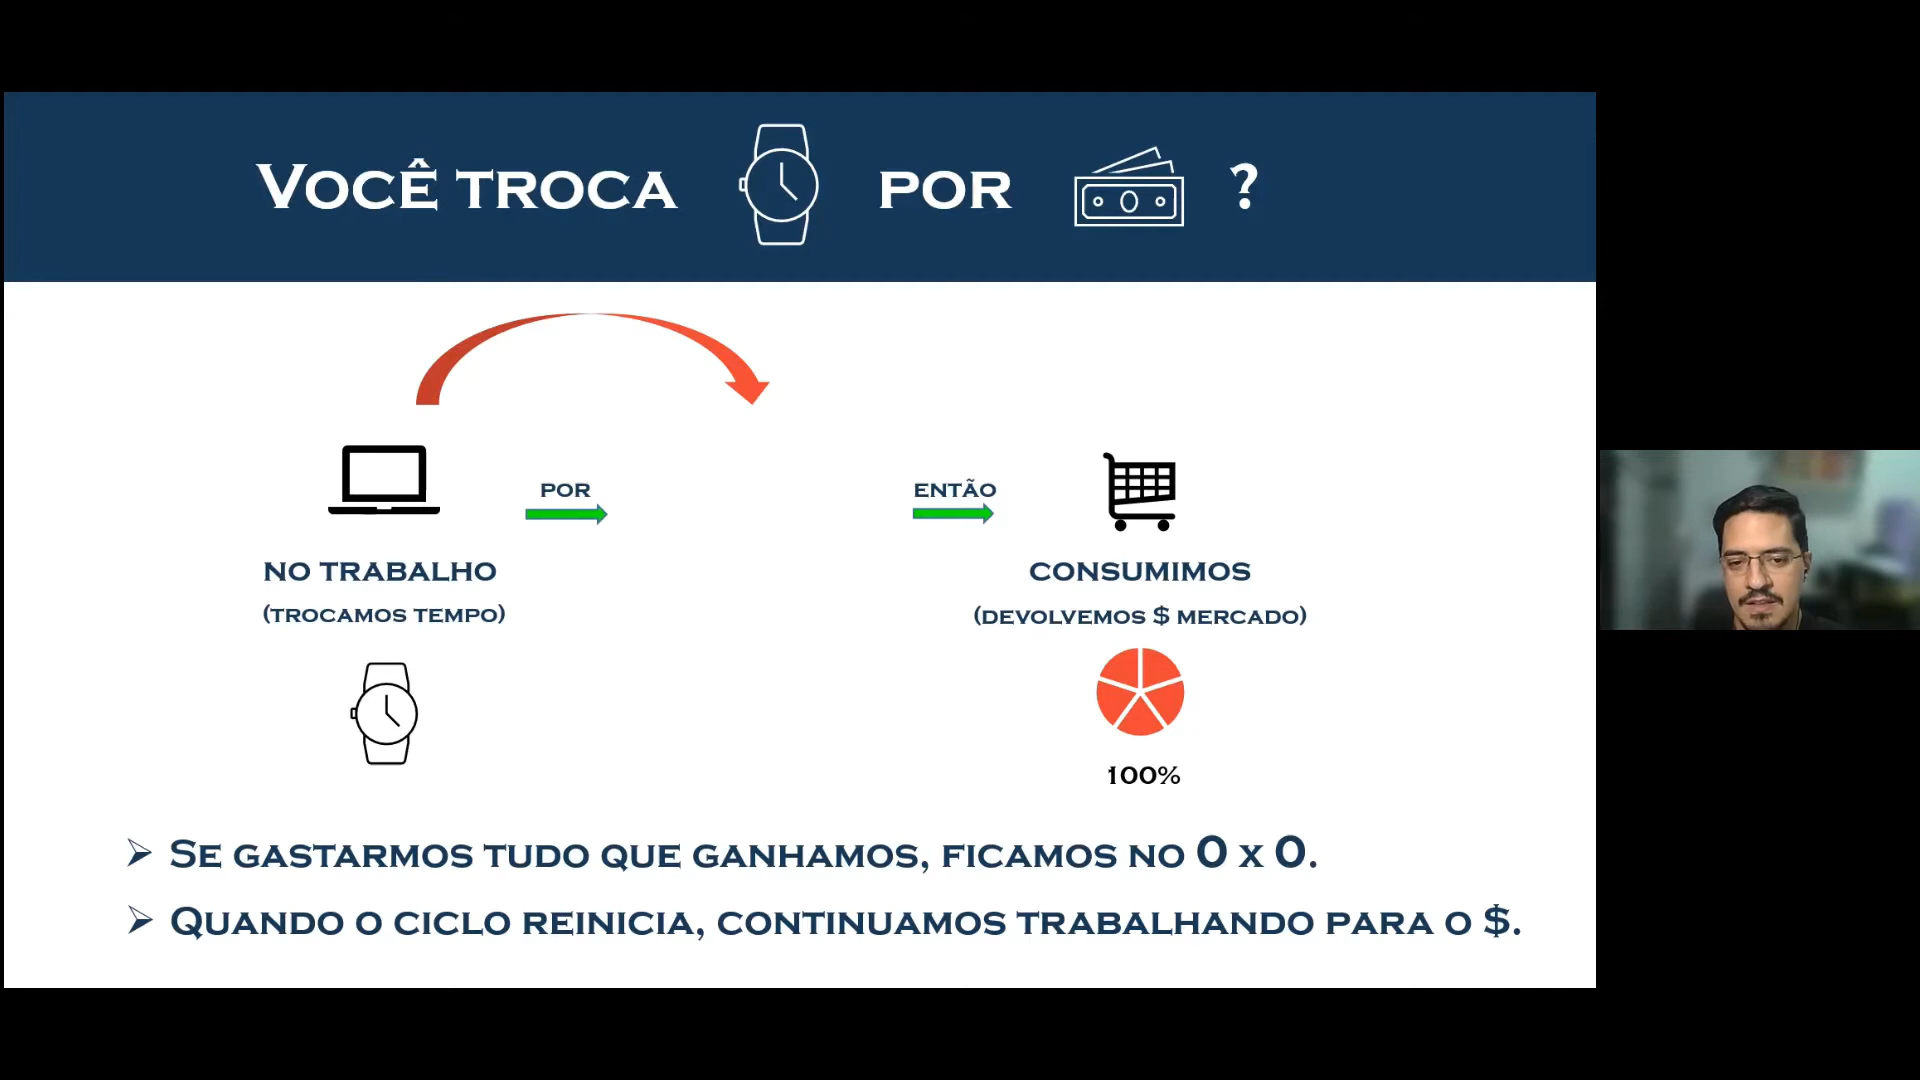 VOCÊ TROCA POR ?
POR
ENTÃO
NO TRABALHO
(TROCAMOS TEMPO)
CONSUMIMOS
(DEVOLVEMOS $ MERCADO)
100%
➢ SE GASTARMOS TUDO QUE GANHAMOS, FICAMOS NO 0 X 0.
➢ QUANDO O CICLO REINICIA, CONTINUAMOS TRABALHANDO PARA O $.